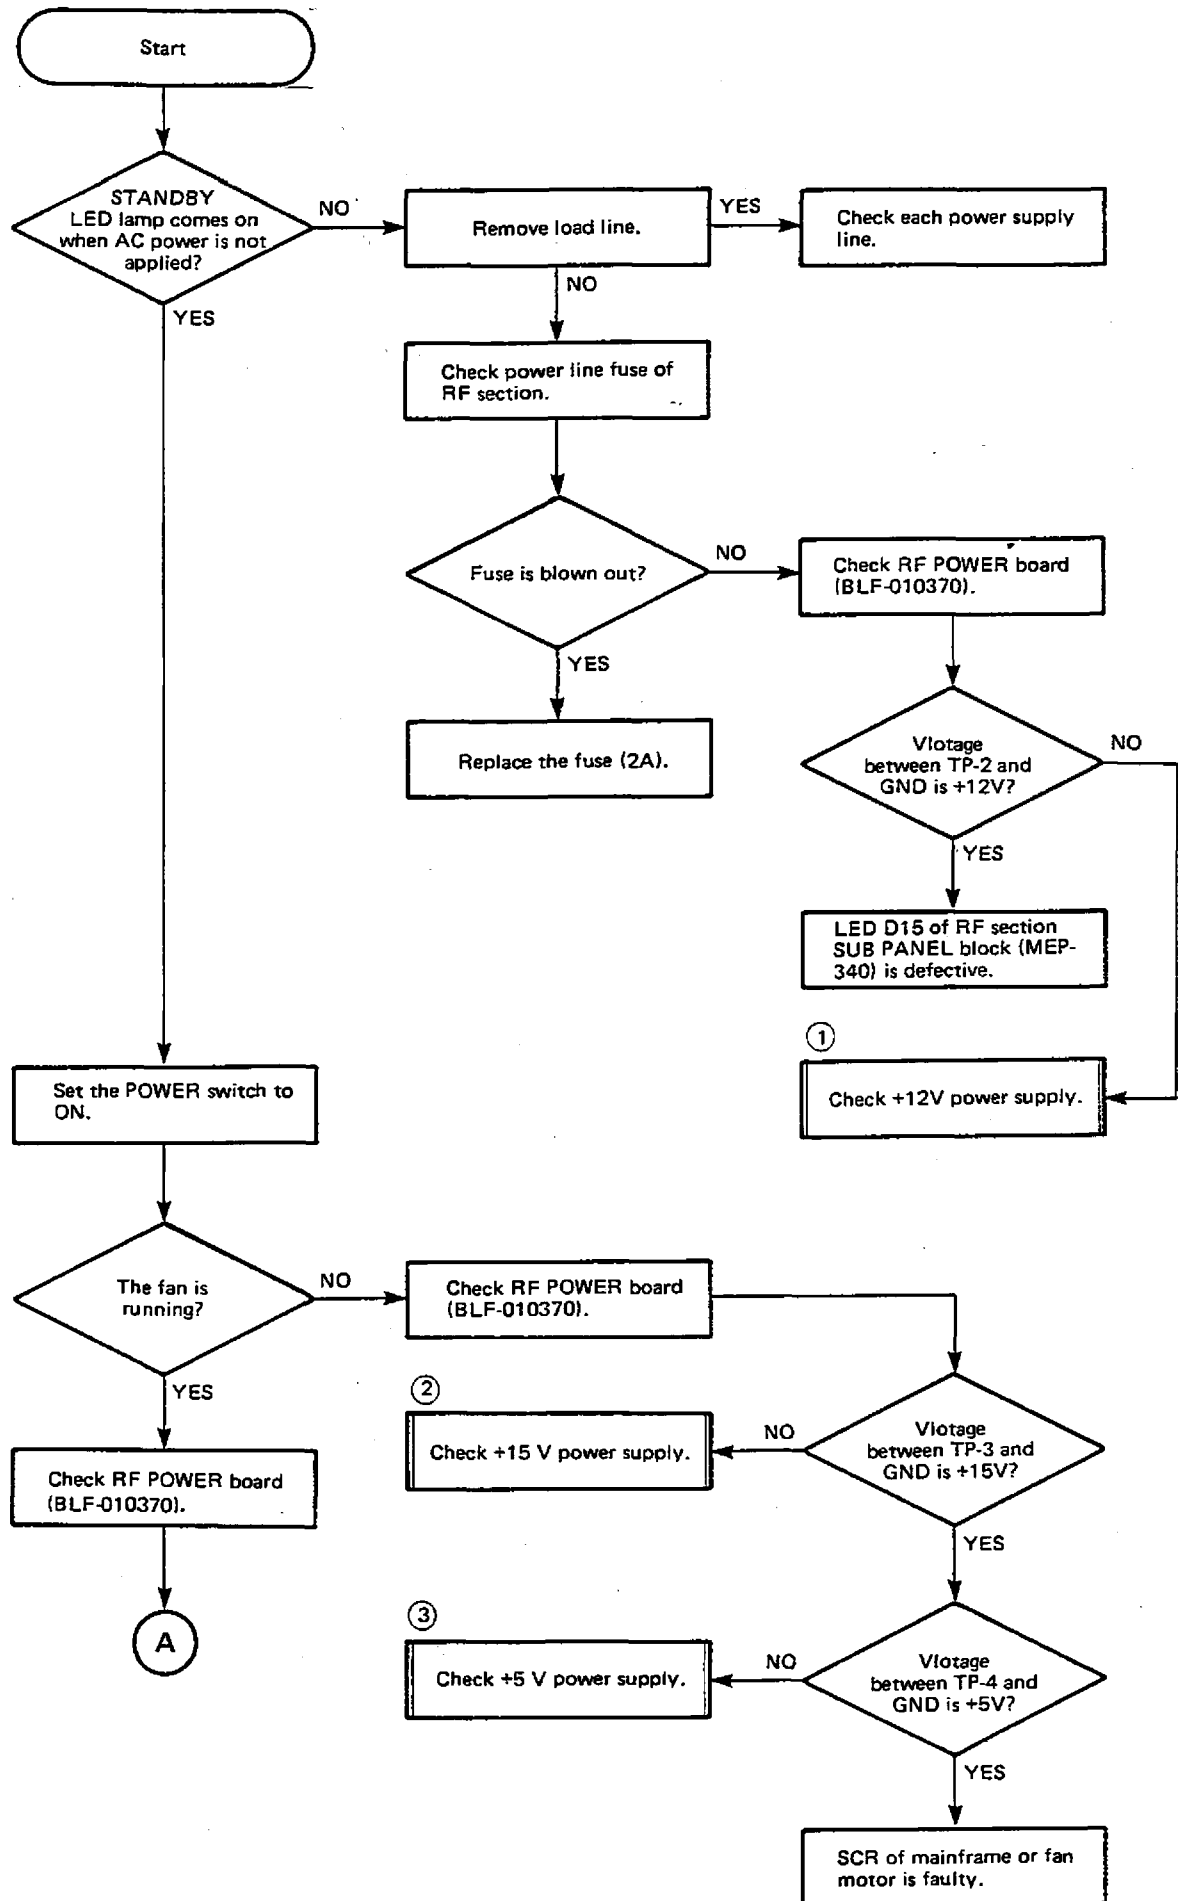 Start
STANDBY
LED lamp comes on
when AC power is not
applied?
NO
Remove load line.
YES
Check each power supply
line.
NO
YES
Check power line fuse of
RF section.
Fuse is blown out?
NO
Check RF POWER board
(BLF-010370).
YES
Replace the fuse (2A).
Vlotage
between TP-2 and
GND is +12V?
NO
YES
LED D15 of RF section
SUB PANEL block (MEP-
340) is defective.
1
Check +12V power supply.
Set the POWER switch to
ON.
The fan is
running?
NO
Check RF POWER board
(BLF-010370).
YES
2
Check +15 V power supply.
NO
Vlotage
between TP-3 and
GND is +15V?
Check RF POWER board
(BLF-010370).
YES
A
3
Check +5 V power supply.
NO
Vlotage
between TP-4 and
GND is +5V?
YES
SCR of mainframe or fan
motor is faulty.